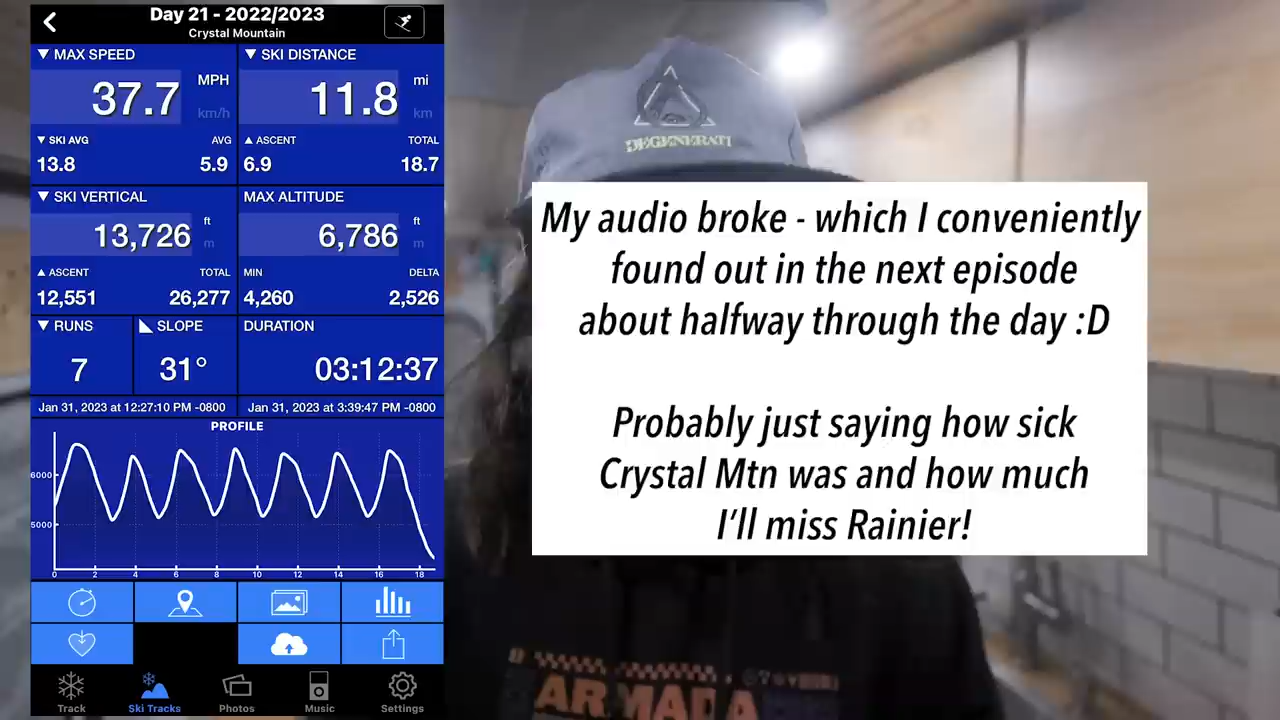 Day 21 - 2022/2023
Crystal Mountain
▼ MAX SPEED
37.7 MPH
km/h
▼ SKI AVG AVG
13.8 5.9
▼ SKI DISTANCE
11.8 mi
km
▲ ASCENT TOTAL
6.9 18.7
▼ SKI VERTICAL
13,726 ft
m
▲ ASCENT TOTAL
12,551 26,277
MAX ALTITUDE
6,786 ft
m
MIN DELTA
4,260 2,526
▼ RUNS
7
SLOPE
31°
DURATION
03:12:37
Jan 31, 2023 at 12:27:10 PM -0800
Jan 31, 2023 at 3:39:47 PM -0800
PROFILE
6000
5000
0 2 4 6 8 10 12 14 16 18
Track
Ski Tracks
Photos
Music
Settings
DEGENERATI
My audio broke - which I conveniently
found out in the next episode
about halfway through the day :D
Probably just saying how sick
Crystal Mtn was and how much
I'll miss Rainier!
ARMADA